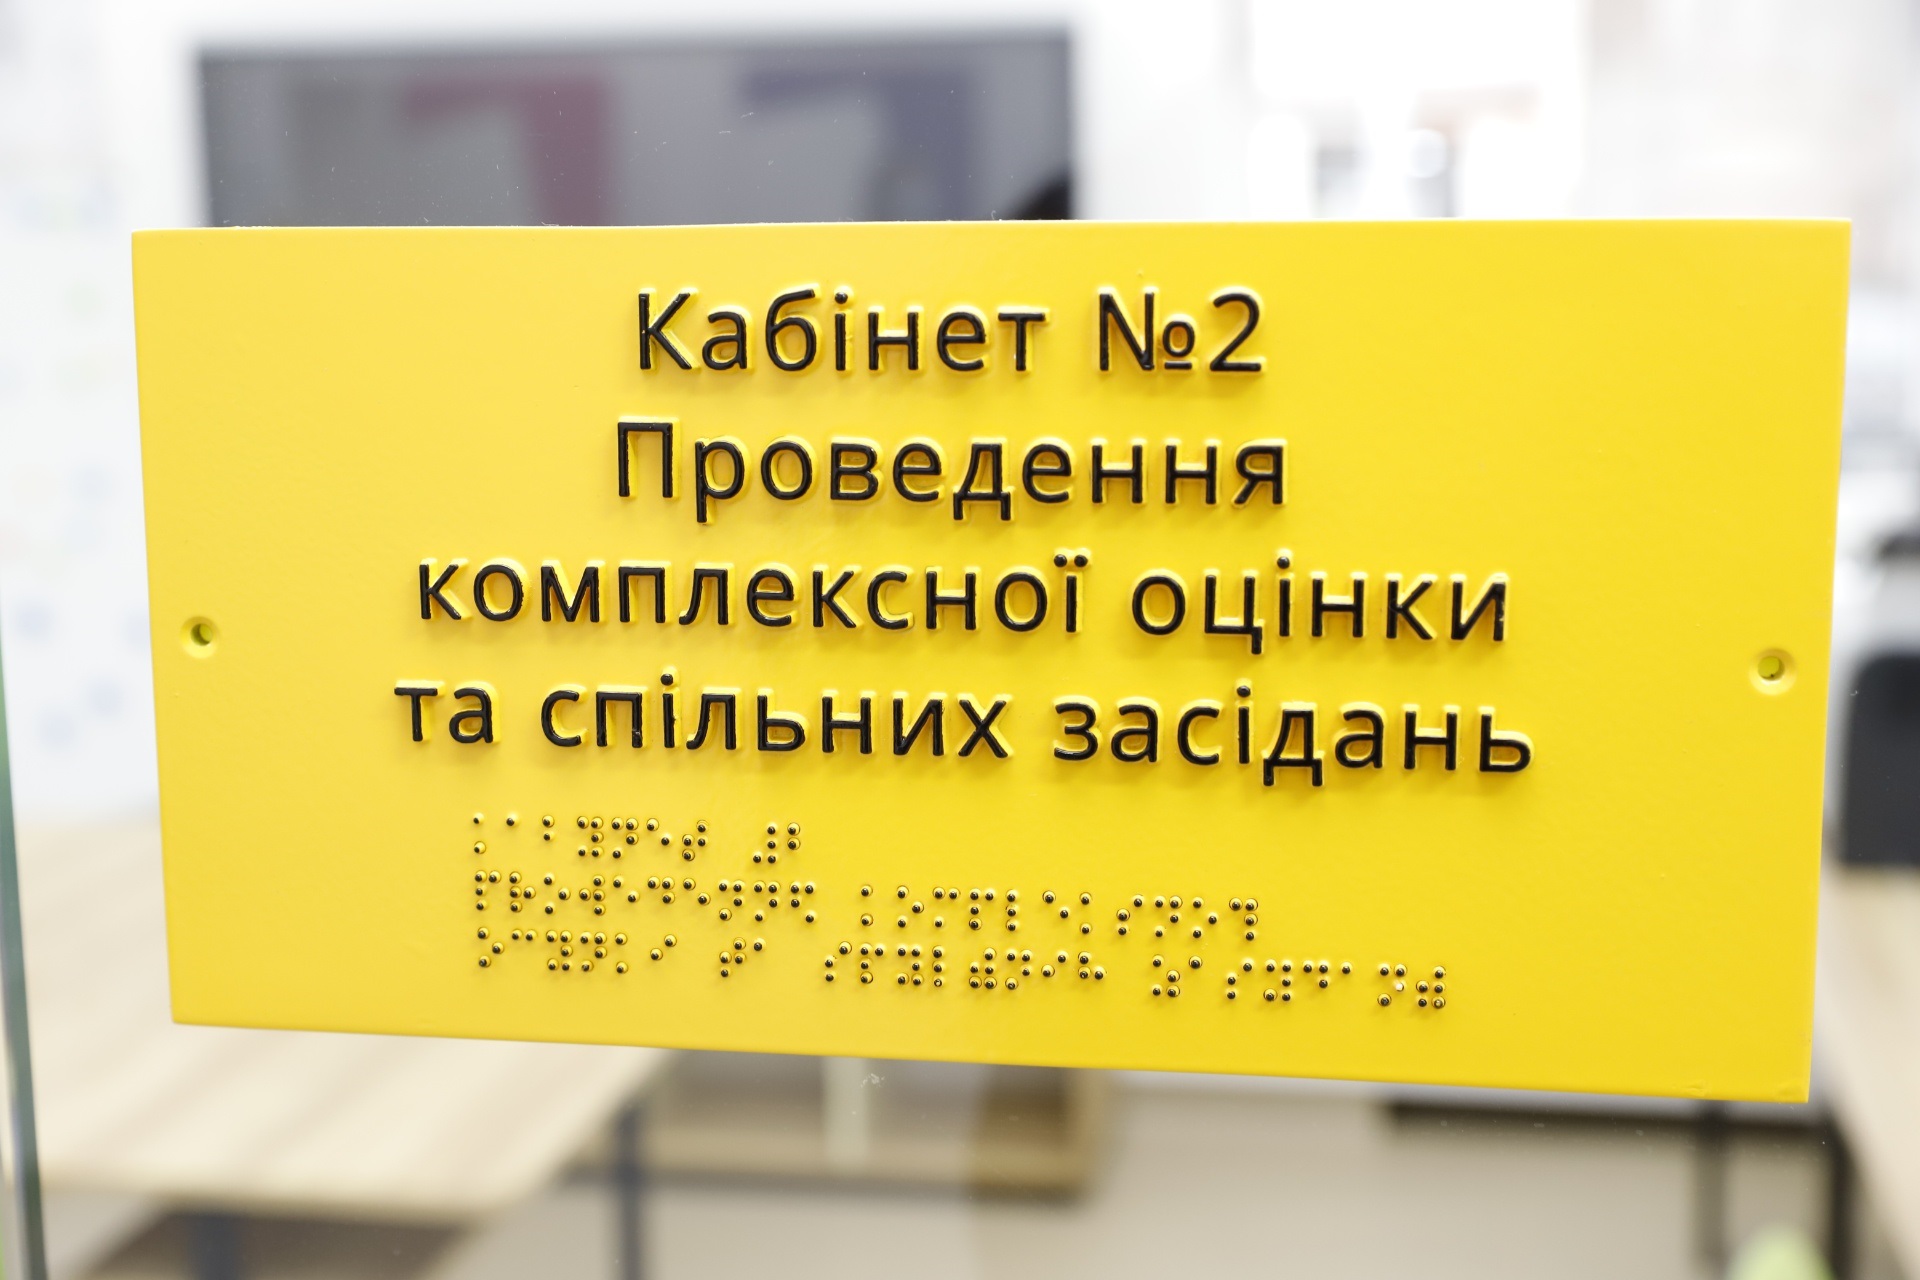 Кабінет №2
Проведення
комплексної оцінки
та спільних засідань